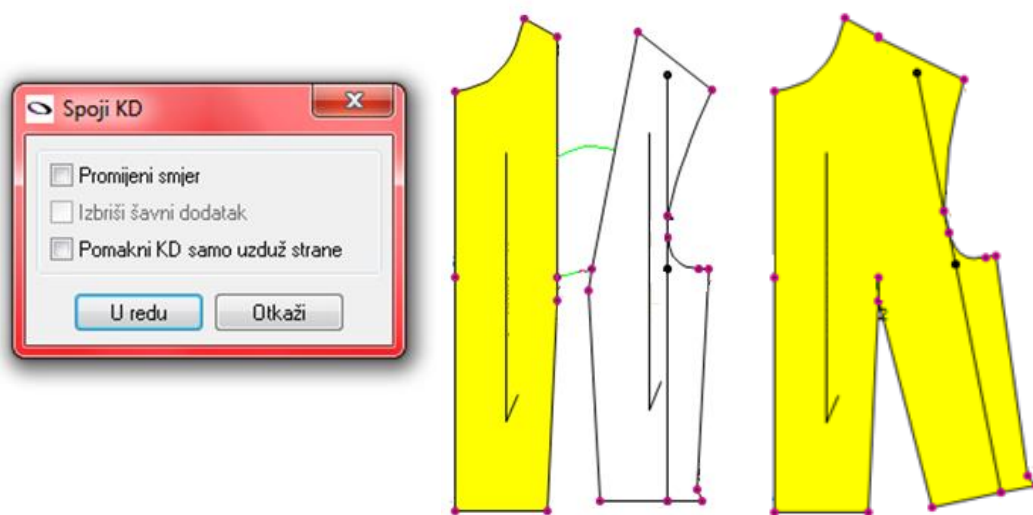 Spoji KD
Promijeni smjer
Izbriši šavni dodatak
Pomakni KD samo uzduž strane
U redu
Otkaži